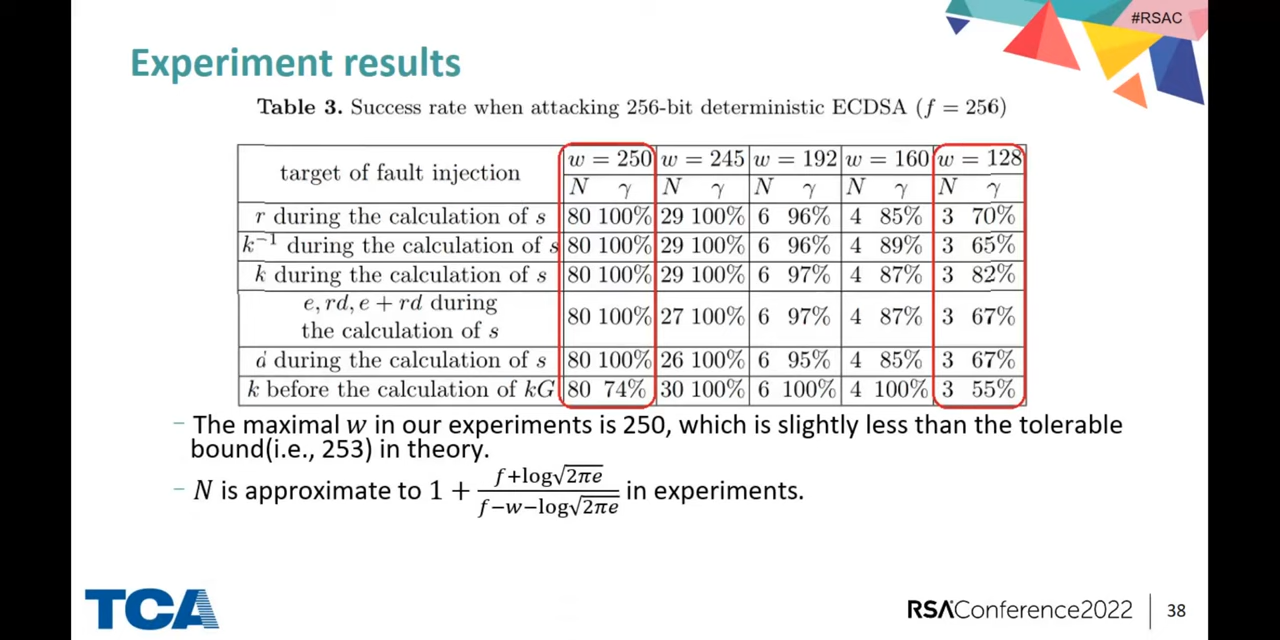 #RSAC
Experiment results
Table 3. Success rate when attacking 256-bit deterministic ECDSA (f = 256)
target of fault injection w = 250 w = 245 w = 192 w = 160 w = 128
N γ N γ N γ N γ N γ
r during the calculation of s 80 100% 29 100% 6 96% 4 85% 3 70%
k⁻¹ during the calculation of s 80 100% 29 100% 6 96% 4 89% 3 65%
k during the calculation of s 80 100% 29 100% 6 97% 4 87% 3 82%
e, rd, e + rd during
the calculation of s 80 100% 27 100% 6 97% 4 87% 3 67%
d during the calculation of s 80 100% 26 100% 6 95% 4 85% 3 67%
k before the calculation of kG 80 74% 30 100% 6 100% 4 100% 3 55%
– The maximal w in our experiments is 250, which is slightly less than the tolerable
bound(i.e., 253) in theory.
– N is approximate to 1 + (f+log√(2πe))/(f−w−log√(2πe)) in experiments.
TCA
RSAConference2022 38